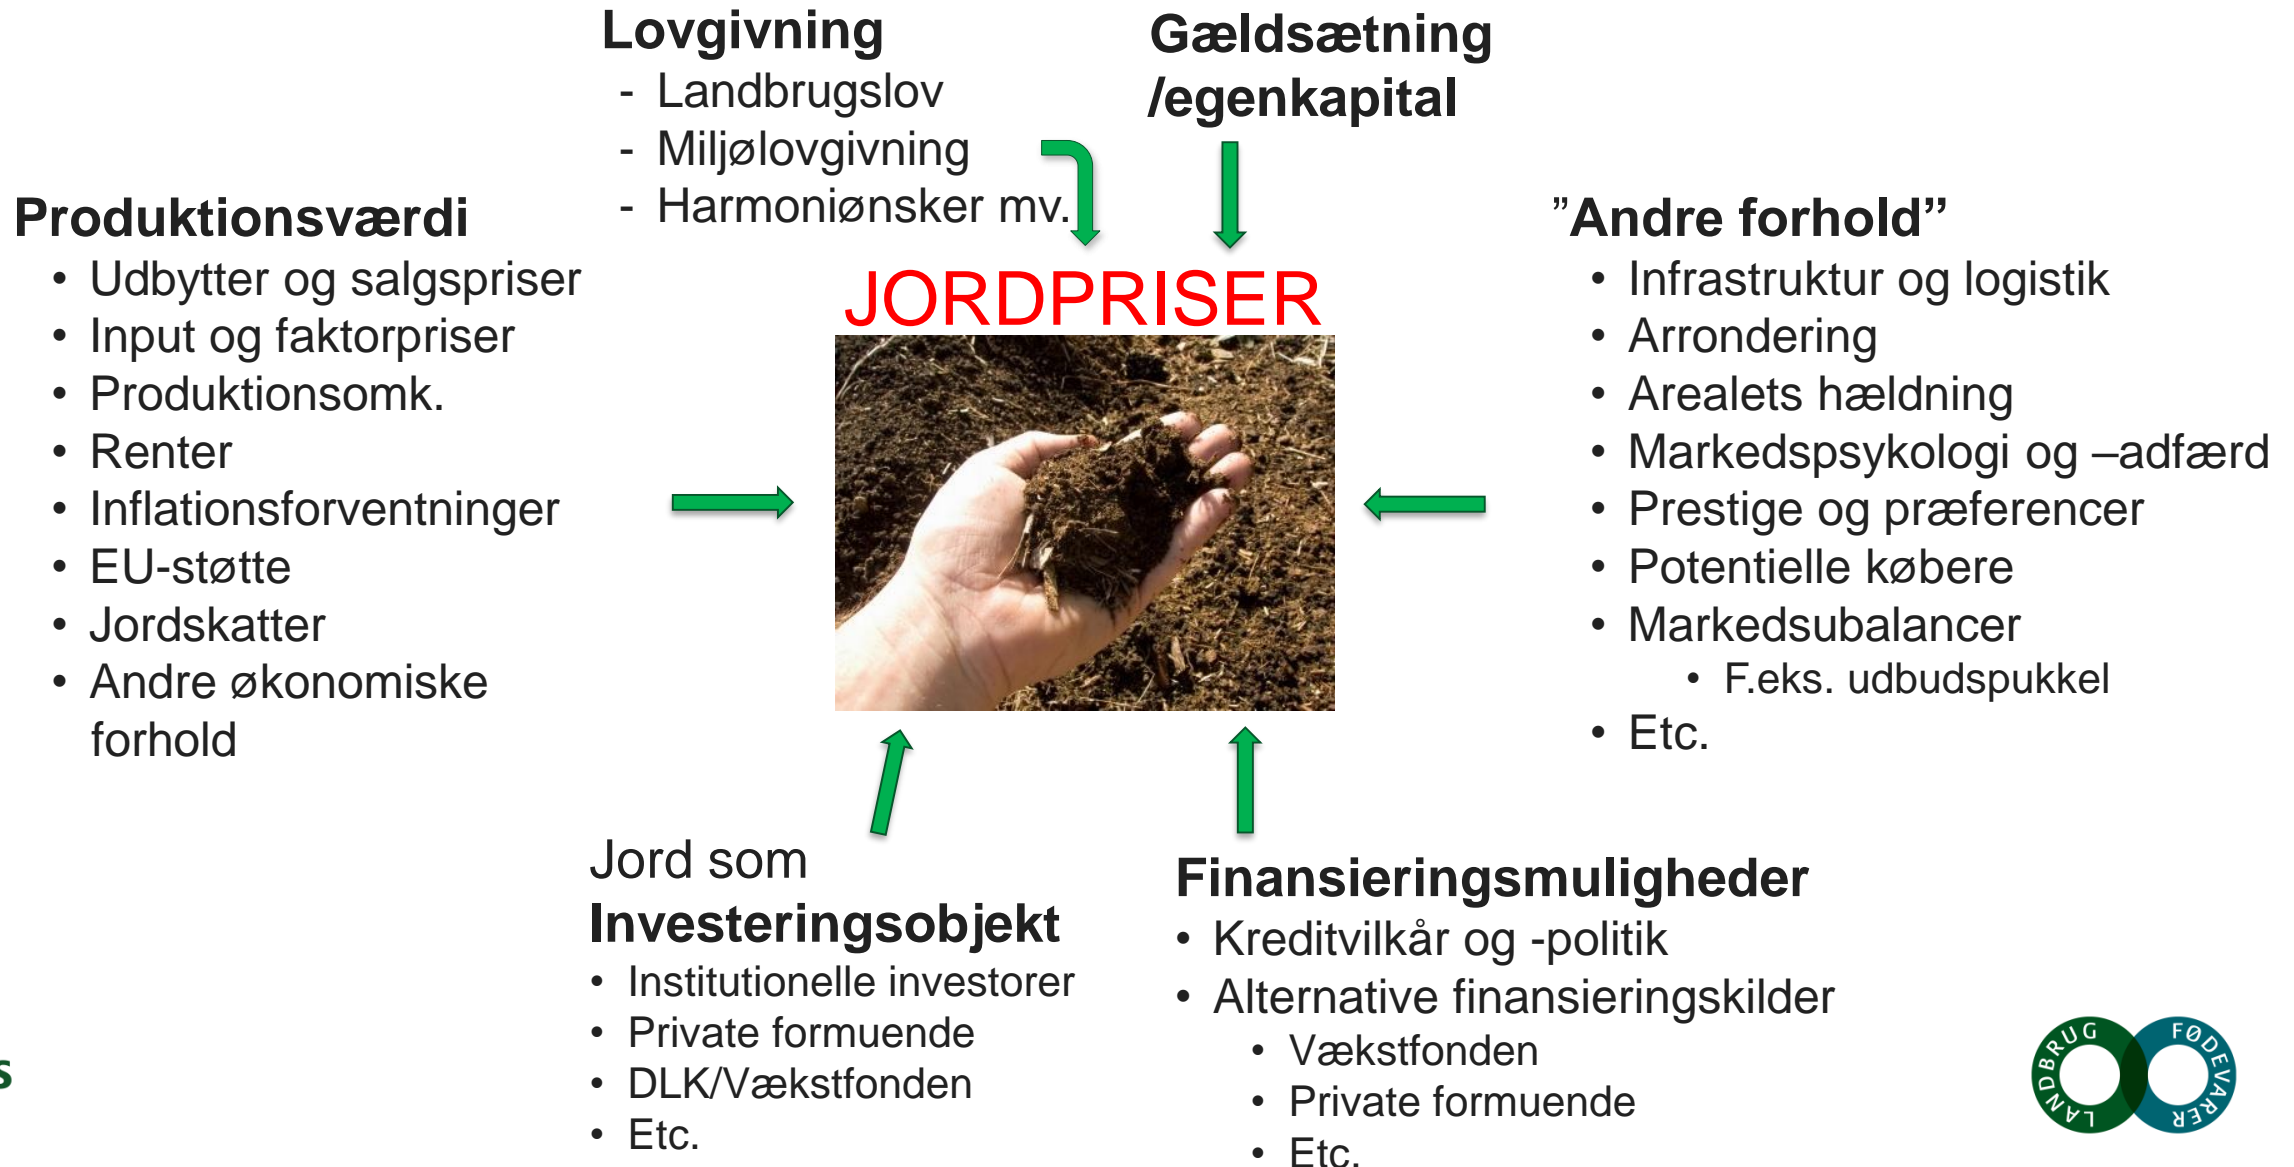 Lovgivning
- Landbrugslov
- Miljølovgivning
- Harmoniønsker mv.
Gældsætning
/egenkapital
Produktionsværdi
• Udbytter og salgspriser
• Input og faktorpriser
• Produktionsomk.
• Renter
• Inflationsforventninger
• EU-støtte
• Jordskatter
• Andre økonomiske
forhold
JORDPRISER
”Andre forhold”
• Infrastruktur og logistik
• Arrondering
• Arealets hældning
• Markedspsykologi og –adfærd
• Prestige og præferencer
• Potentielle købere
• Markedsubalancer
• F.eks. udbudspukkel
• Etc.
Jord som
Investeringsobjekt
• Institutionelle investorer
• Private formuende
• DLK/Vækstfonden
• Etc.
Finansieringsmuligheder
• Kreditvilkår og -politik
• Alternative finansieringskilder
• Vækstfonden
• Private formuende
• Etc.
s
LANDBRUG
FØDEVARER